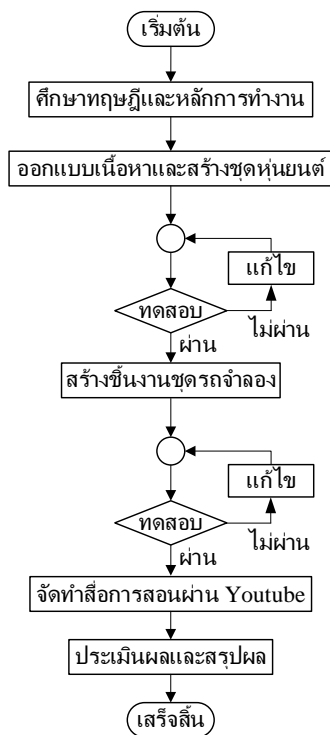 เริ่มต้น
ศึกษาทฤษฎีและหลักการทำงาน
ออกแบบเนื้อหาและสร้างชุดหุ่นยนต์
แก้ไข
ทดสอบ
ไม่ผ่าน
ผ่าน
สร้างชิ้นงานชุดรถจำลอง
แก้ไข
ทดสอบ
ไม่ผ่าน
ผ่าน
จัดทำสื่อการสอนผ่าน Youtube
ประเมินผลและสรุปผล
เสร็จสิ้น